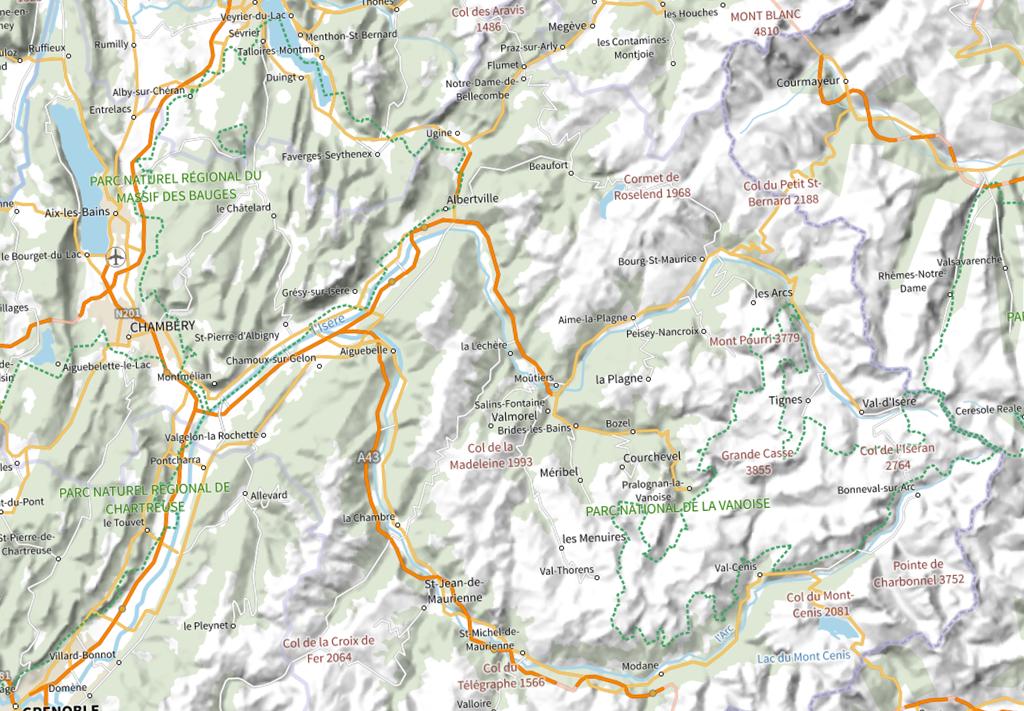 Veyrier-du-Lac
Thônes
Col des Aravis
1486
Megève
les Houches
MONT BLANC
4810
Sévrier
Menthon-St-Bernard
Rumilly
Ruffieux
Talloires-Montmin
Praz-sur-Arly
les Contamines-
Montjoie
Flumet
Duingt
Notre-Dame-de-
Bellecombe
Courmayeur
Alby-sur-Chéran
Entrelacs
Ugine
Faverges-Seythenex
Beaufort
PARC NATUREL RÉGIONAL DU
MASSIF DES BAUGES
Cormet de
Roselend 1968
Col du Petit St-
Bernard 2188
Albertville
le Châtelard
Aix-les-Bains
le Bourget-du-Lac
Bourg-St-Maurice
Valsavarenche
Rhêmes-Notre-
Dame
Grésy-sur-Isère
les Arcs
N201
CHAMBÉRY
l'Isère
Aime-la-Plagne
St-Pierre-d'Albigny
Peisey-Nancroix
Mont Pourri 3779
la Léchère
Aiguebelle
Chamoux-sur-Gelon
Aiguebelette-le-Lac
Montmélian
Moûtiers
la Plagne
Salins-Fontaine
Valmorel
Tignes
Val-d'Isère
Ceresole Reale
Brides-les-Bains
Bozel
Valgelon-la Rochette
Col de la
Madeleine 1993
A43
Courchevel
Grande Casse
3855
Col de l'Iséran
2764
Pontcharra
Méribel
Pralognan-la-
Vanoise
Bonneval-sur-Arc
PARC NATUREL RÉGIONAL DE
CHARTREUSE
Allevard
PARC NATIONAL DE LA VANOISE
le Touvet
la Chambre
St-Pierre-de-
Chartreuse
les Menuires
Val-Thorens
Val-Cenis
Pointe de
Charbonnel 3752
St-Jean-de-
Maurienne
Col du Mont-
Cenis 2081
le Pleynet
St-Michel-de-
Maurienne
l'Arc
Col de la Croix de
Fer 2064
Villard-Bonnot
Lac du Mont Cenis
Col du
Télégraphe 1566
Modane
Domène
Valloire
GRENOBLE